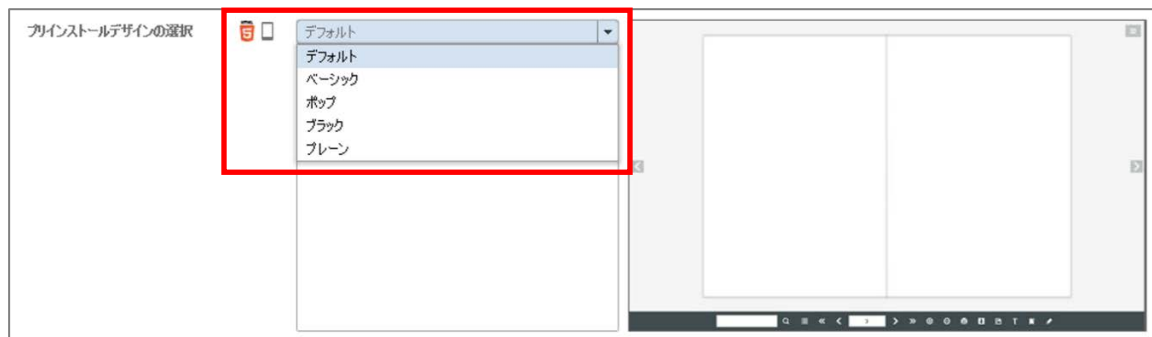 プリインストールデザインの選択
デフォルト
デフォルト
ベーシック
ポップ
ブラック
プレーン